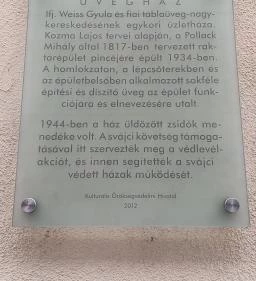 ÜVEGHÁZ
Ifj. Weiss Gyula és fiai táblaüveg-nagy-
kereskedésének egykori üzletháza.
Kozma Lajos tervei alapján, a Pollack
Mihály által 1817-ben tervezett rak-
tárépület pincéjére épült 1934-ben.
A homlokzaton, a lépcsőterekben és
az épületbelsőben alkalmazott sokféle
építési és díszítő üveg az épület funk-
ciójára és elnevezésére utalt.
1944-ben a ház üldözött zsidók me-
nedéke volt. A svájci követség támoga-
tásával itt szervezték meg a védlevél-
akciót, és innen segítették a svájci
védett házak működését.
Kulturális Örökségvédelmi Hivatal
2012